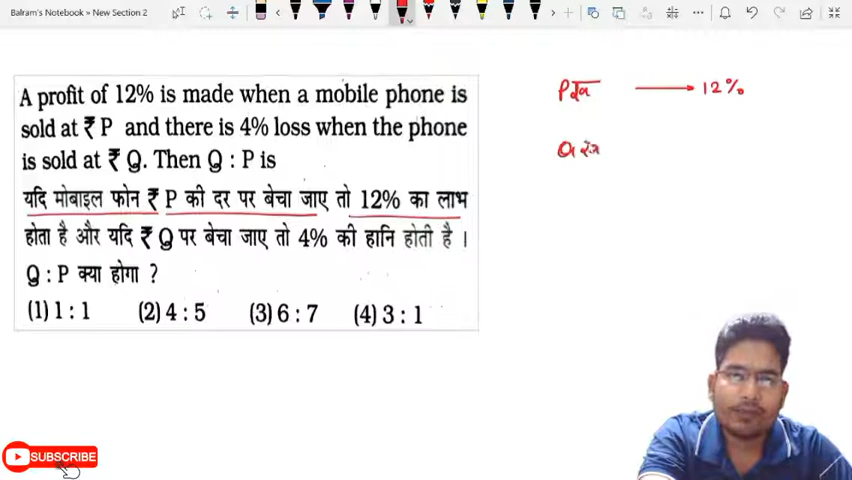 Balram's Notebook » New Section 2
A profit of 12% is made when a mobile phone is
sold at ₹ P and there is 4% loss when the phone
is sold at ₹ Q. Then Q : P is
यदि मोबाइल फोन ₹ P की दर पर बेचा जाए तो 12% का लाभ
होता है और यदि ₹ Q पर बेचा जाए तो 4% की हानि होती है ।
Q : P क्या होगा ?
(1) 1 : 1 (2) 4 : 5 (3) 6 : 7 (4) 3 : 1
P → 12%
Q
SUBSCRIBE